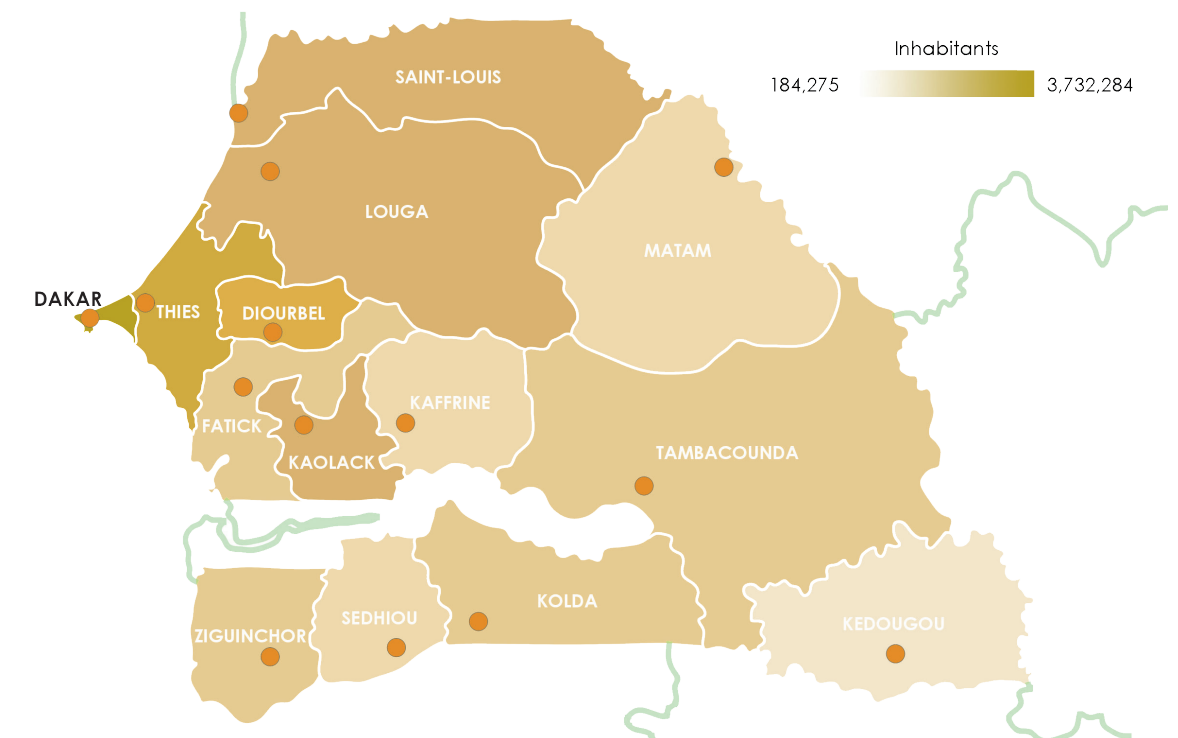 Inhabitants
184,275
3,732,284
SAINT-LOUIS
LOUGA
MATAM
DAKAR
THIES
DIOURBEL
KAFFRINE
FATICK
KAOLACK
TAMBACOUNDA
KOLDA
SEDHIOU
KEDOUGOU
ZIGUINCHOR